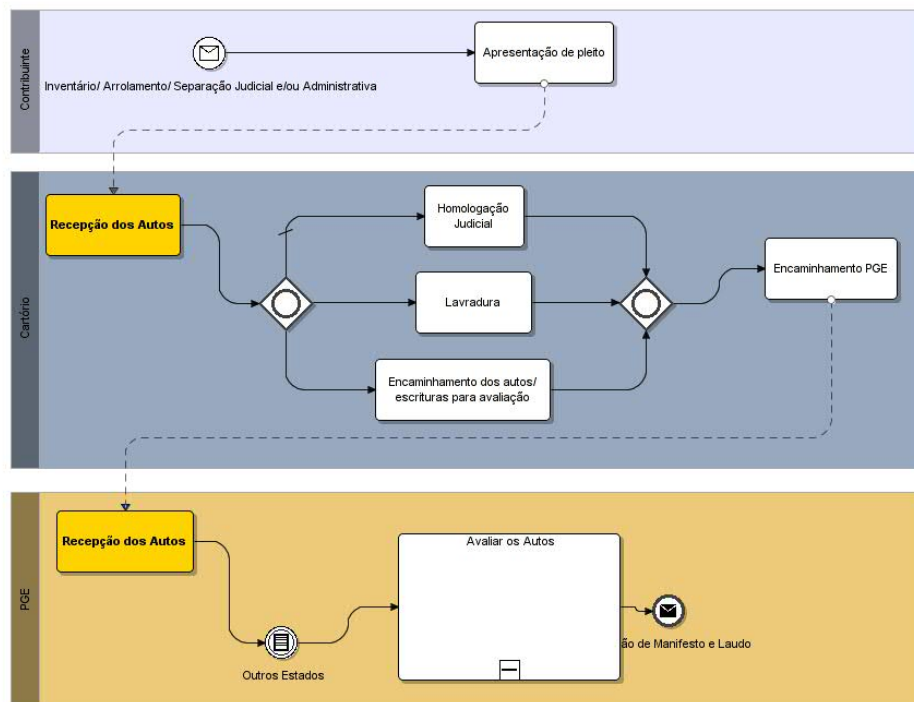 Contribuinte
Inventário/ Arrolamento/ Separação Judicial e/ou Administrativa
Apresentação de pleito
Cartório
Recepção dos Autos
Homologação
Judicial
Lavradura
Encaminhamento dos autos/
escrituras para avaliação
Encaminhamento PGE
PGE
Recepção dos Autos
Outros Estados
Avaliar os Autos
ão de Manifesto e Laudo